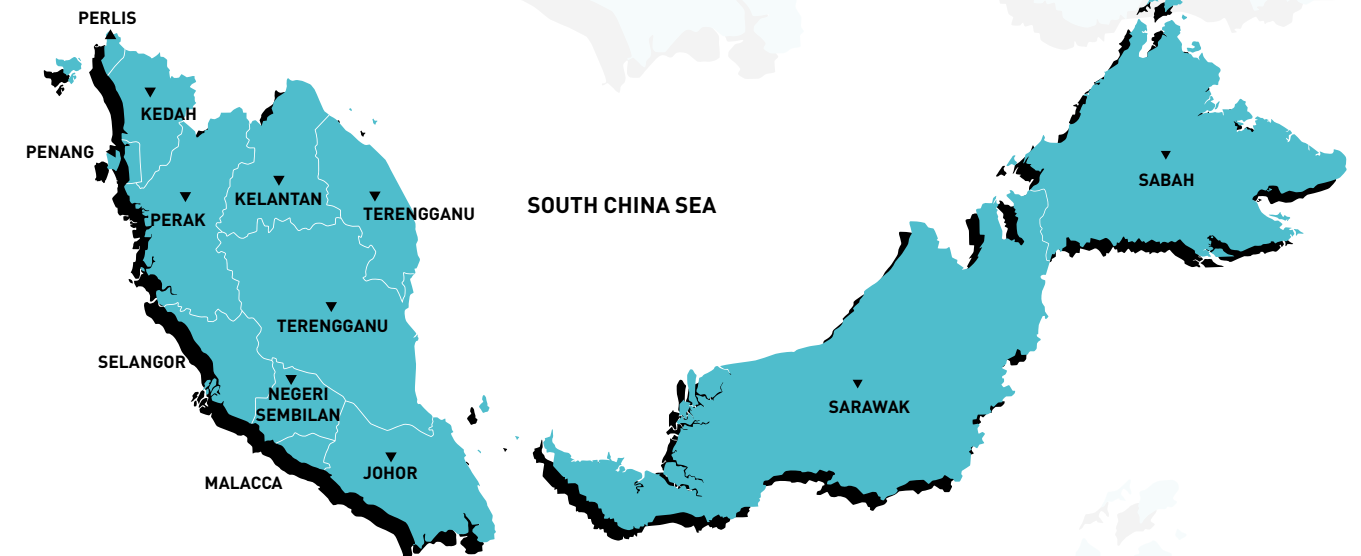 PERLIS
KEDAH
PENANG
PERAK
KELANTAN
TERENGGANU
SOUTH CHINA SEA
SABAH
TERENGGANU
SELANGOR
NEGERI
SEMBILAN
SARAWAK
MALACCA
JOHOR